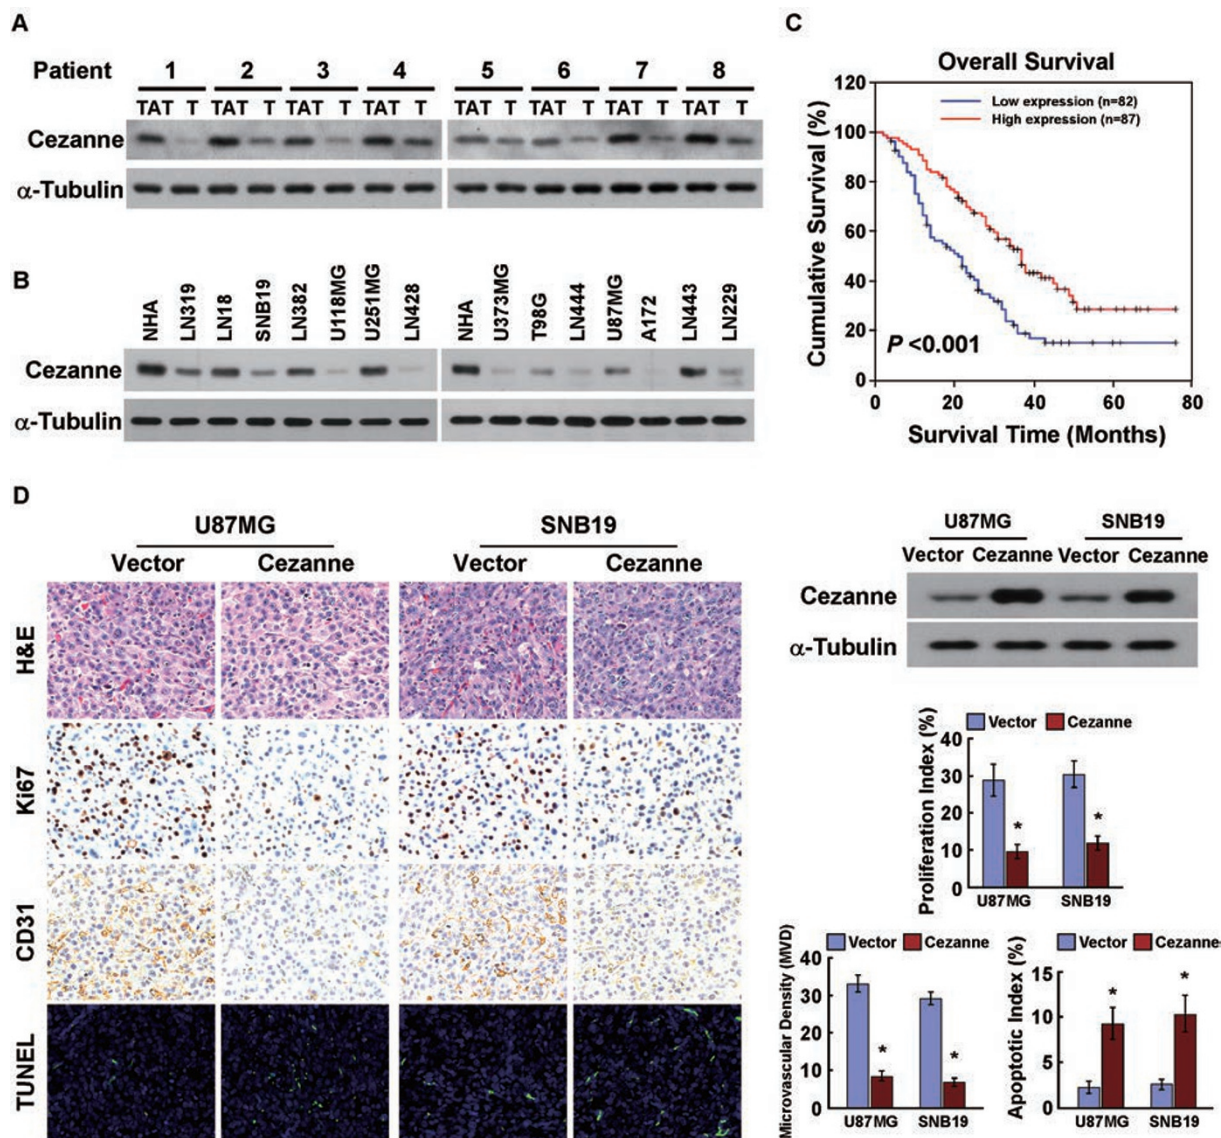 A
Patient 1 2 3 4 5 6 7 8
TAT T TAT T TAT T TAT T TAT T TAT T TAT T TAT T
Cezanne
α-Tubulin
B
NHA LN319 LN18 SNB19 LN382 U118MG U251MG LN428 NHA U373MG T98G LN444 U87MG A172 LN443 LN229
Cezanne
α-Tubulin
C
Overall Survival
Low expression (n=82)
High expression (n=87)
Cumulative Survival (%)
120
100
80
60
40
20
0
P <0.001
0 20 40 60 80
Survival Time (Months)
D
U87MG SNB19
Vector Cezanne Vector Cezanne
H&E
Ki67
CD31
TUNEL
U87MG SNB19
Vector Cezanne Vector Cezanne
Cezanne
α-Tubulin
Vector Cezanne
Proliferation Index (%)
40
30
20
10
0
* *
U87MG SNB19
Vector Cezanne
Microvascular Density (MVD)
40
30
20
10
0
* *
U87MG SNB19
Vector Cezanne
Apoptotic Index (%)
15
10
5
0
* *
U87MG SNB19